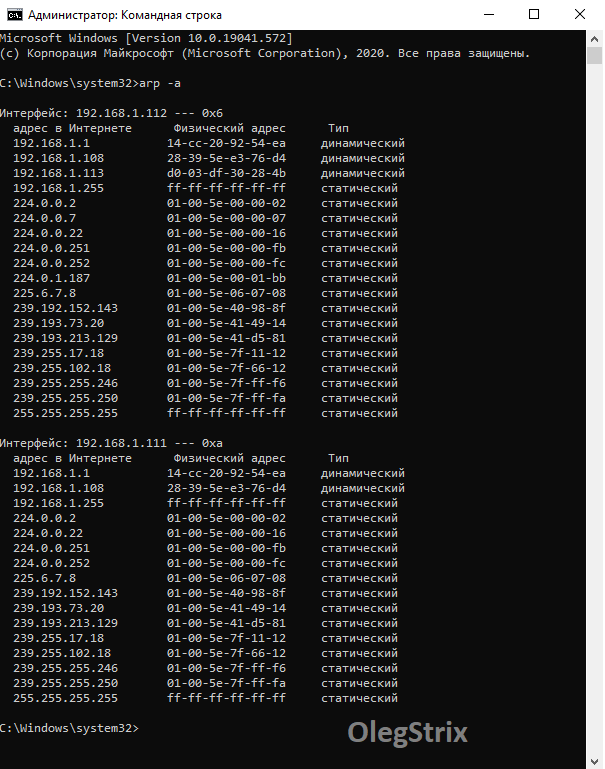 Администратор: Командная строка
Microsoft Windows [Version 10.0.19041.572]
(c) Корпорация Майкрософт (Microsoft Corporation), 2020. Все права защищены.
C:\Windows\system32>arp -a
Интерфейс: 192.168.1.112 --- 0x6
адрес в Интернете Физический адрес Тип
192.168.1.1 14-cc-20-92-54-ea динамический
192.168.1.108 28-39-5e-e3-76-d4 динамический
192.168.1.113 d0-03-df-30-28-4b динамический
192.168.1.255 ff-ff-ff-ff-ff-ff статический
224.0.0.2 01-00-5e-00-00-02 статический
224.0.0.7 01-00-5e-00-00-07 статический
224.0.0.22 01-00-5e-00-00-16 статический
224.0.0.251 01-00-5e-00-00-fb статический
224.0.0.252 01-00-5e-00-00-fc статический
224.0.1.187 01-00-5e-00-01-bb статический
225.6.7.8 01-00-5e-06-07-08 статический
239.192.152.143 01-00-5e-40-98-8f статический
239.193.73.20 01-00-5e-41-49-14 статический
239.193.213.129 01-00-5e-41-d5-81 статический
239.255.17.18 01-00-5e-7f-11-12 статический
239.255.102.18 01-00-5e-7f-66-12 статический
239.255.255.246 01-00-5e-7f-ff-f6 статический
239.255.255.250 01-00-5e-7f-ff-fa статический
255.255.255.255 ff-ff-ff-ff-ff-ff статический
Интерфейс: 192.168.1.111 --- 0xa
адрес в Интернете Физический адрес Тип
192.168.1.1 14-cc-20-92-54-ea динамический
192.168.1.108 28-39-5e-e3-76-d4 динамический
192.168.1.255 ff-ff-ff-ff-ff-ff статический
224.0.0.2 01-00-5e-00-00-02 статический
224.0.0.22 01-00-5e-00-00-16 статический
224.0.0.251 01-00-5e-00-00-fb статический
224.0.0.252 01-00-5e-00-00-fc статический
225.6.7.8 01-00-5e-06-07-08 статический
239.192.152.143 01-00-5e-40-98-8f статический
239.193.73.20 01-00-5e-41-49-14 статический
239.193.213.129 01-00-5e-41-d5-81 статический
239.255.17.18 01-00-5e-7f-11-12 статический
239.255.102.18 01-00-5e-7f-66-12 статический
239.255.255.246 01-00-5e-7f-ff-f6 статический
239.255.255.250 01-00-5e-7f-ff-fa статический
255.255.255.255 ff-ff-ff-ff-ff-ff статический
C:\Windows\system32>
OlegStrix